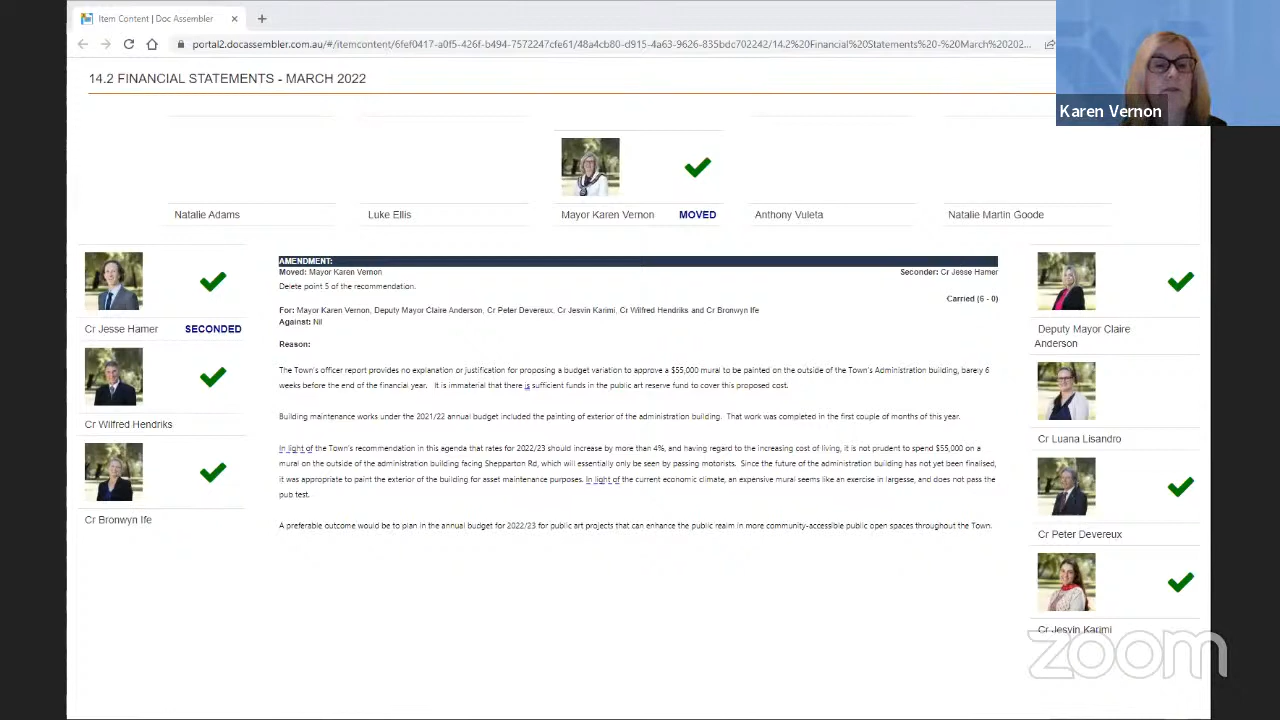 Item Content | Doc Assembler
portal2.docassembler.com.au/#/itemcontent/6fef0417-a0f5-426f-b494-7572247cfe61/48a4cb80-d915-4a63-9626-835bdc702242/14.2%20Financial%20Statements%20-%20March%202...
Karen Vernon
14.2 FINANCIAL STATEMENTS - MARCH 2022
Natalie Adams
Luke Ellis
Mayor Karen Vernon MOVED
Anthony Vuleta
Natalie Martin Goode
Cr Jesse Hamer SECONDED
Cr Wilfred Hendriks
Cr Bronwyn Ife
AMENDMENT:
Moved: Mayor Karen Vernon Seconder: Cr Jesse Hamer
Delete point 5 of the recommendation.
Carried (6 - 0)
For: Mayor Karen Vernon, Deputy Mayor Claire Anderson, Cr Peter Devereux, Cr Jesvin Karimi, Cr Wilfred Hendriks and Cr Bronwyn Ife
Against: Nil
Reason:
The Town's officer report provides no explanation or justification for proposing a budget variation to approve a $55,000 mural to be painted on the outside of the Town's Administration building, barely 6
weeks before the end of the financial year. It is immaterial that there is sufficient funds in the public art reserve fund to cover this proposed cost.
Building maintenance works under the 2021/22 annual budget included the painting of exterior of the administration building. That work was completed in the first couple of months of this year.
In light of the Town's recommendation in this agenda that rates for 2022/23 should increase by more than 4%, and having regard to the increasing cost of living, it is not prudent to spend $55,000 on a
mural on the outside of the administration building facing Shepparton Rd, which will essentially only be seen by passing motorists. Since the future of the administration building has not yet been finalised,
it was appropriate to paint the exterior of the building for asset maintenance purposes. In light of the current economic climate, an expensive mural seems like an exercise in largesse, and does not pass the
pub test.
A preferable outcome would be to plan in the annual budget for 2022/23 for public art projects that can enhance the public realm in more community-accessible public open spaces throughout the Town.
Deputy Mayor Claire
Anderson
Cr Luana Lisandro
Cr Peter Devereux
Cr Jesvin Karimi
zoom